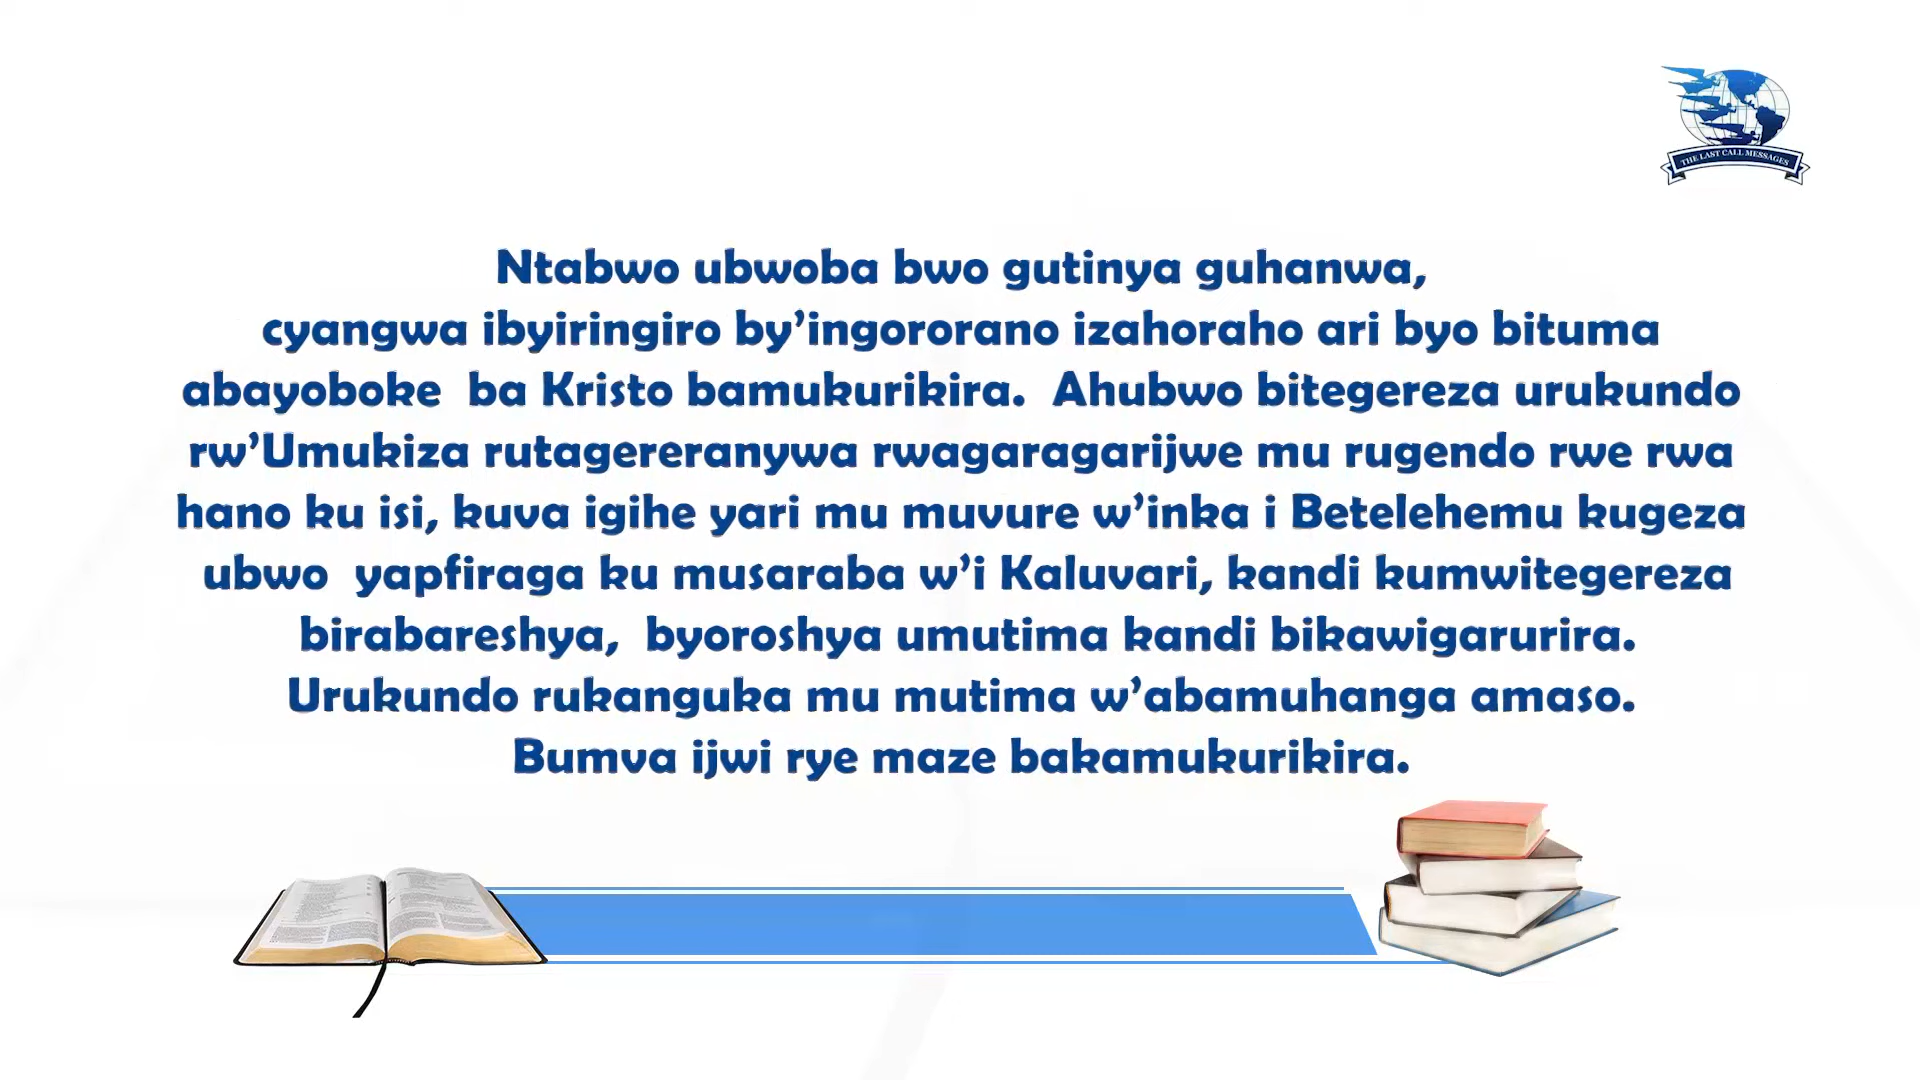 THE LAST CALL MESSAGES
Ntabwo ubwoba bwo gutinya guhanwa,
cyangwa ibyiringiro by’ingororano izahoraho ari byo bituma
abayoboke ba Kristo bamukurikira. Ahubwo bitegereza urukundo
rw’Umukiza rutagereranywa rwagaragarijwe mu rugendo rwe rwa
hano ku isi, kuva igihe yari mu muvure w’inka i Betelehemu kugeza
ubwo yapfiraga ku musaraba w’i Kaluvari, kandi kumwitegereza
birabareshya, byoroshya umutima kandi bikawigarurira.
Urukundo rukanguka mu mutima w’abamuhanga amaso.
Bumva ijwi rye maze bakamukurikira.